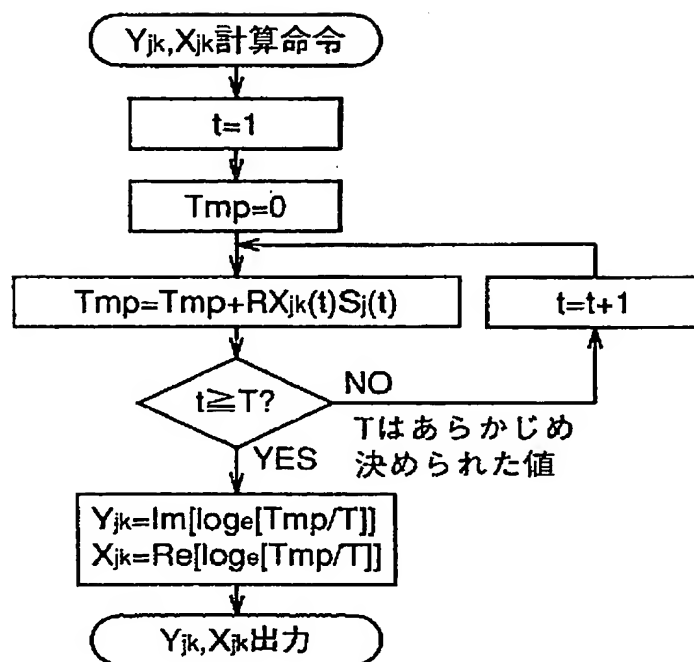 Yjk,Xjk計算命令
t=1
Tmp=0
Tmp=Tmp+RXjk(t)Sj(t)
t=t+1
t≧T?
NO
Tはあらかじめ
決められた値
YES
Yjk=Im[loge[Tmp/T]]
Xjk=Re[loge[Tmp/T]]
Yjk,Xjk出力